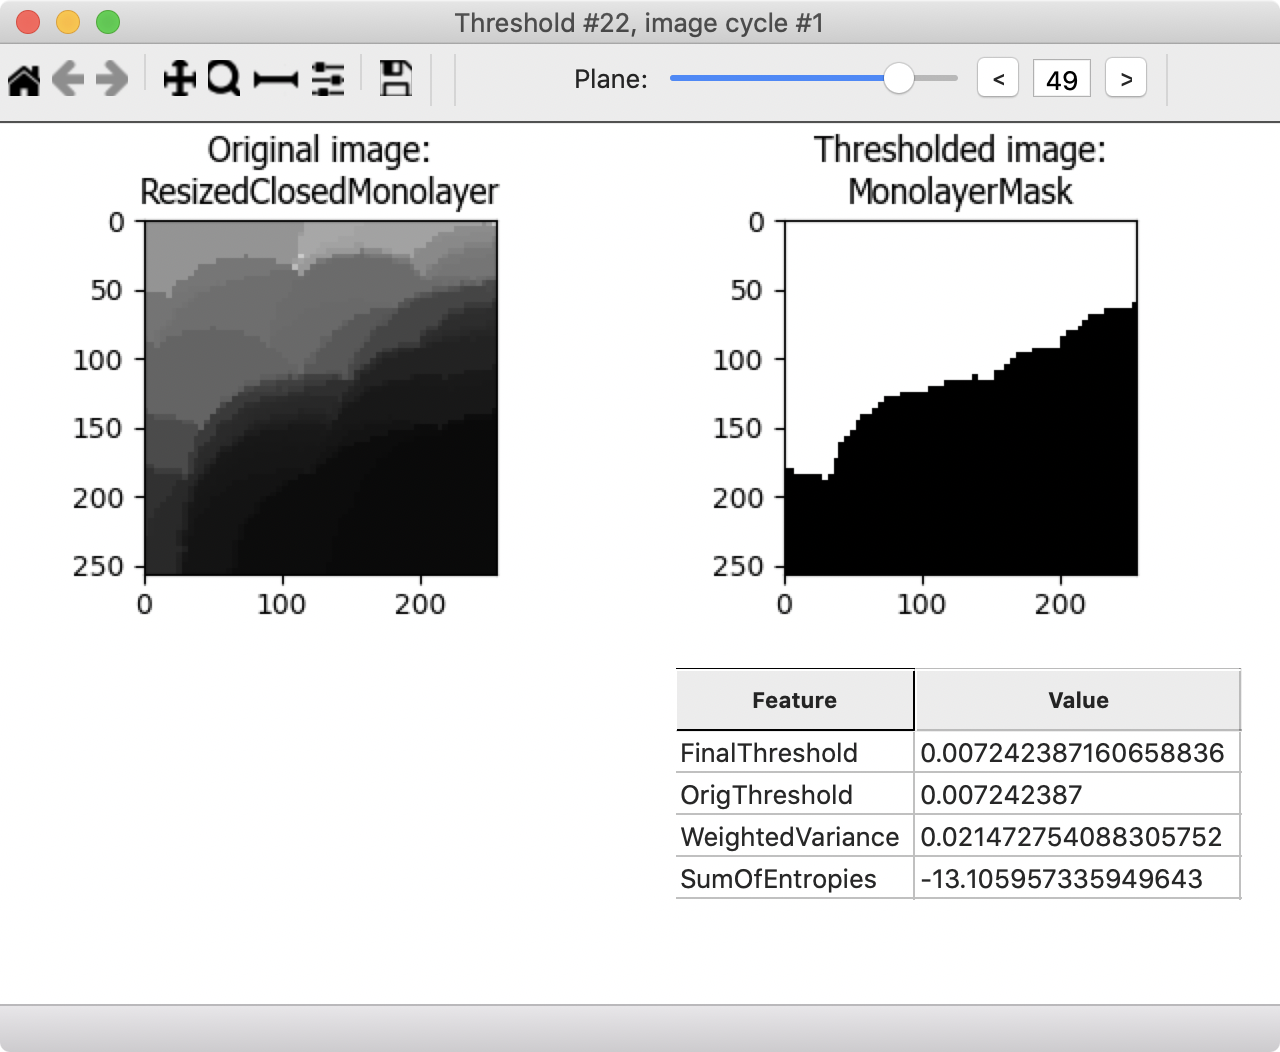 Threshold #22, image cycle #1
Plane: < 49 >
Original image:
ResizedClosedMonolayer
0
50
100
150
200
250
0 100 200
Thresholded image:
MonolayerMask
0
50
100
150
200
250
0 100 200
Feature Value
FinalThreshold 0.007242387160658836
OrigThreshold 0.007242387
WeightedVariance 0.021472754088305752
SumOfEntropies -13.105957335949643